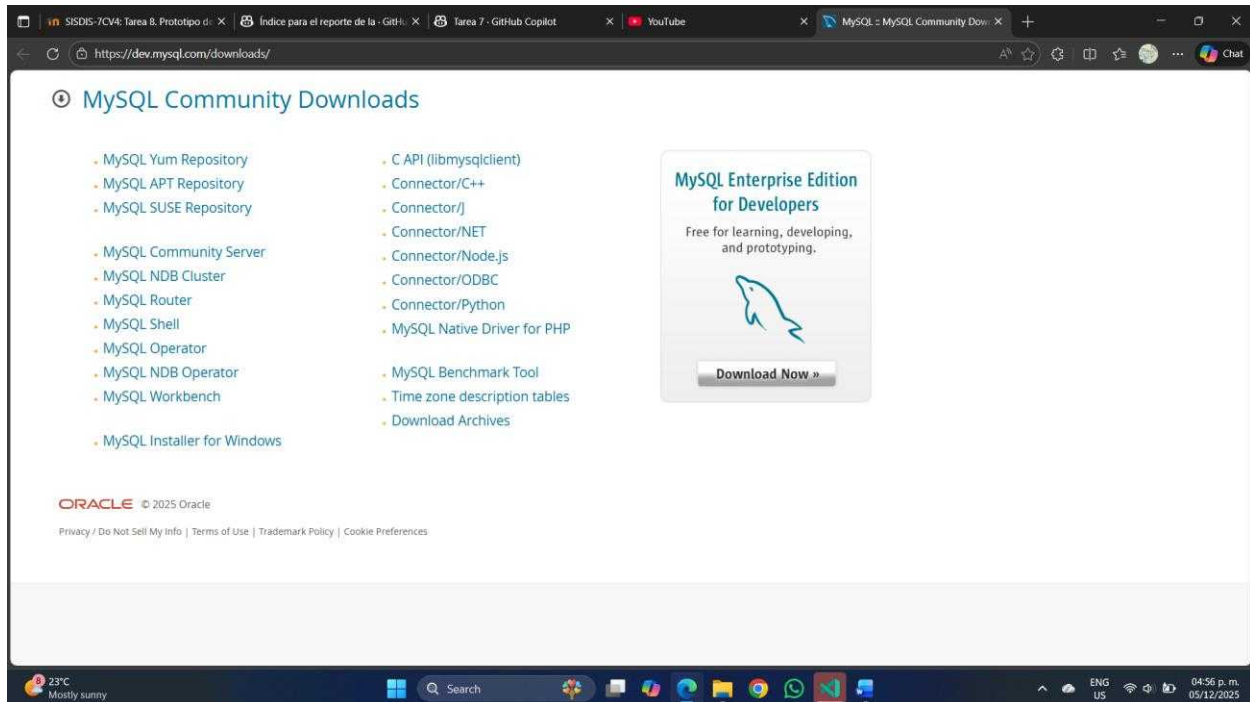 SISDIS-7CV4: Tarea 8. Prototipo de
Índice para el reporte de la · GitHu
Tarea 7 · GitHub Copilot
YouTube
MySQL :: MySQL Community Down
https://dev.mysql.com/downloads/
Chat
MySQL Community Downloads
MySQL Yum Repository
MySQL APT Repository
MySQL SUSE Repository
MySQL Community Server
MySQL NDB Cluster
MySQL Router
MySQL Shell
MySQL Operator
MySQL NDB Operator
MySQL Workbench
MySQL Installer for Windows
C API (libmysqlclient)
Connector/C++
Connector/J
Connector/NET
Connector/Node.js
Connector/ODBC
Connector/Python
MySQL Native Driver for PHP
MySQL Benchmark Tool
Time zone description tables
Download Archives
MySQL Enterprise Edition
for Developers
Free for learning, developing,
and prototyping.
Download Now »
ORACLE © 2025 Oracle
Privacy / Do Not Sell My Info | Terms of Use | Trademark Policy | Cookie Preferences
8
23°C
Mostly sunny
Search
ENG
US
04:56 p. m.
05/12/2025